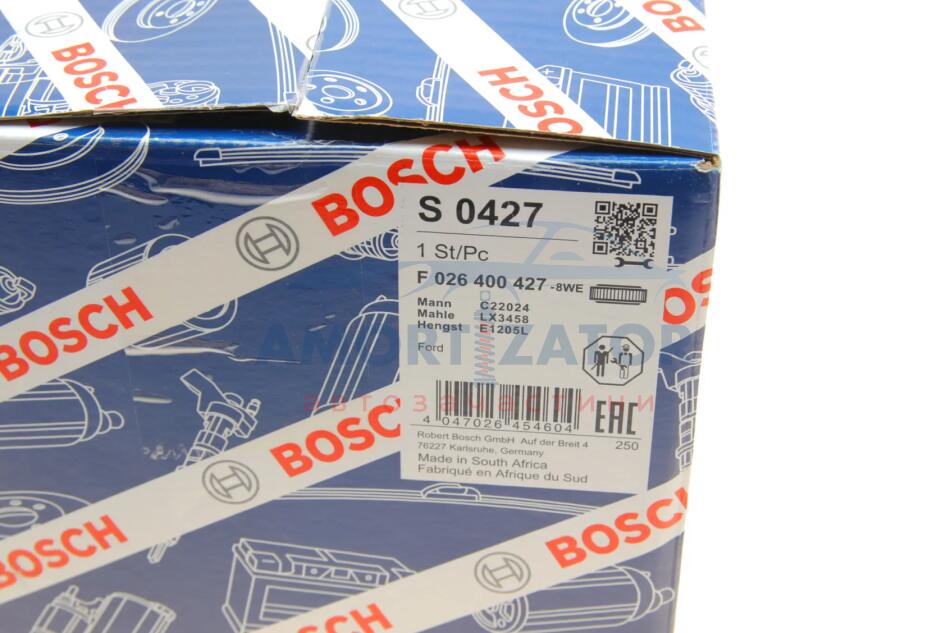 BOSCH
BOSCH
BOSCH
BOSCH
S 0427
1 St/Pc
F 026 400 427 -8WE
Mann C22024
Mahle LX3458
Hengst E1205L
Ford
AMORTIZATOR
автозапчастини
4 047026 454604
EAC
250
Robert Bosch GmbH Auf der Breit 4
76227 Karlsruhe, Germany
Made in South Africa
Fabriqué en Afrique du Sud
BOSCH
BOSCH
BOSCH
BOSCH